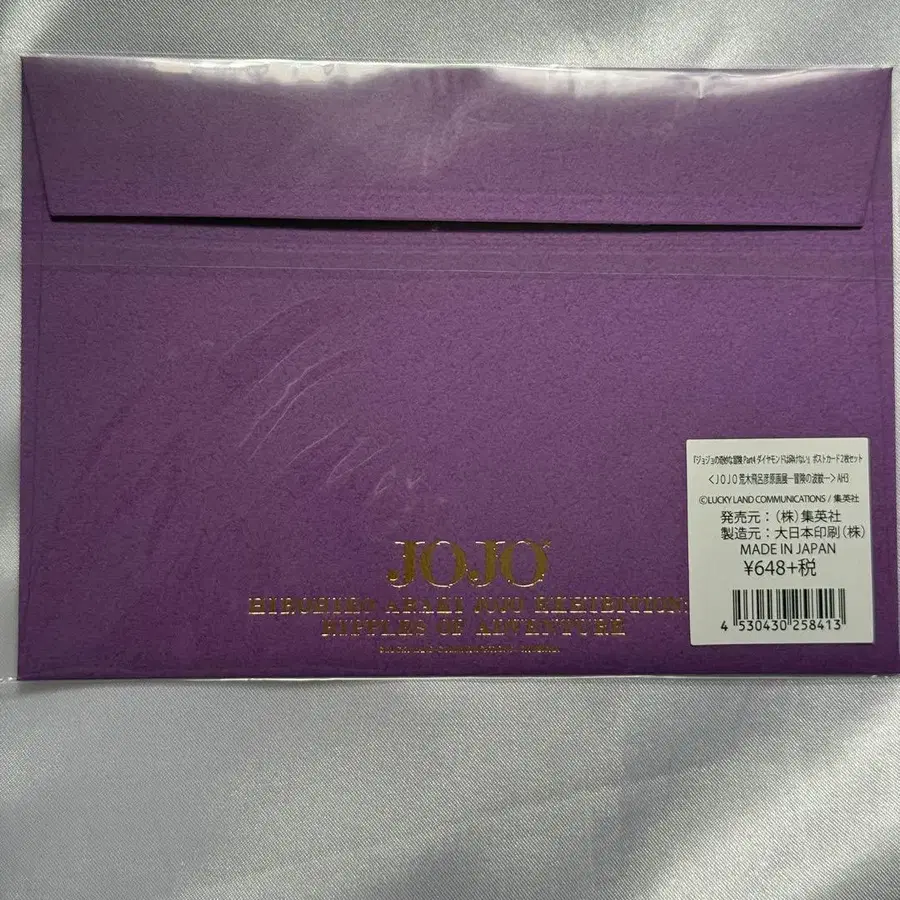 JOJO
HIROHIKO ARAKI JOJO EXHIBITION:
RIPPLES OF ADVENTURE
『ジョジョの奇妙な冒険 Part4 ダイヤモンドは砕けない』 ポストカード2枚セット
＜JOJO 荒木飛呂彦原画展―冒険の波紋―＞ AH3
©LUCKY LAND COMMUNICATIONS / 集英社
発売元：（株）集英社
製造元：大日本印刷（株）
MADE IN JAPAN
¥648+税
4 530430 258413